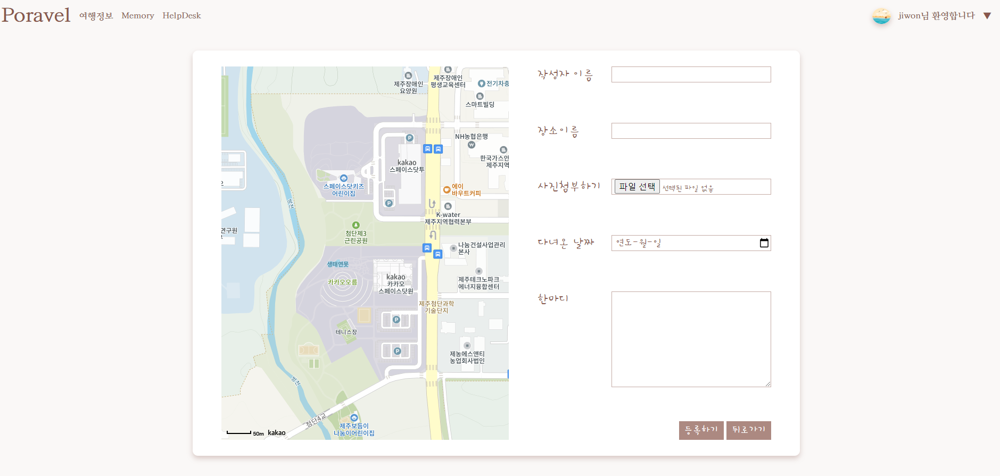 Poravel 여행정보 Memory HelpDesk
jiwon님 환영합니다 ▼
제주장애인
요양원
제주장애인
평생교육센터
전기차충
스마트빌딩
NH농협은행
한국가스안
제주지역
kakao
스페이스닷투
스페이스닷키즈
어린이집
에이
바우트커피
K-water
제주지역협력본부
방천
첨단제3
근린공원
연구원
나눔건설사업관리
본사
생태연못
카카오오름
kakao
카카오
스페이스닷원
제주테크노파크
에너지융합센터
제주첨단과학
기술단지
테니스장
제농에스앤티
농업회사법인
방천
첨단4교
제주보듬이
나눔이어린이집
50m kakao
작성자 이름
장소이름
사진첨부하기
파일 선택 선택된 파일 없음
다녀온 날짜
연도-월-일
한마디
등록하기 뒤로가기